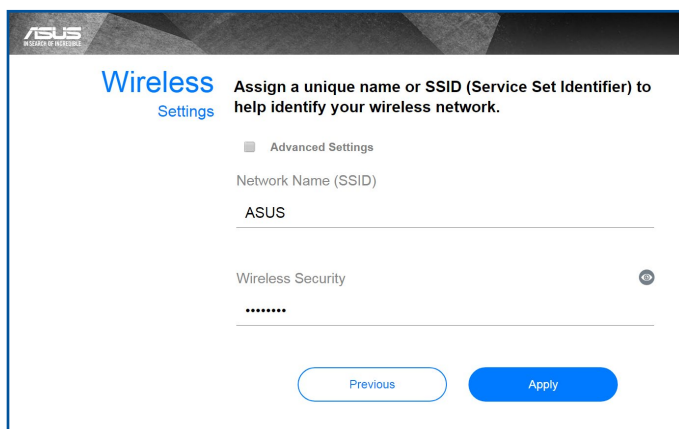 ASUS
IN SEARCH OF INCREDIBLE
Wireless
Settings
Assign a unique name or SSID (Service Set Identifier) to
help identify your wireless network.
Advanced Settings
Network Name (SSID)
ASUS
Wireless Security
••••••••
Previous
Apply